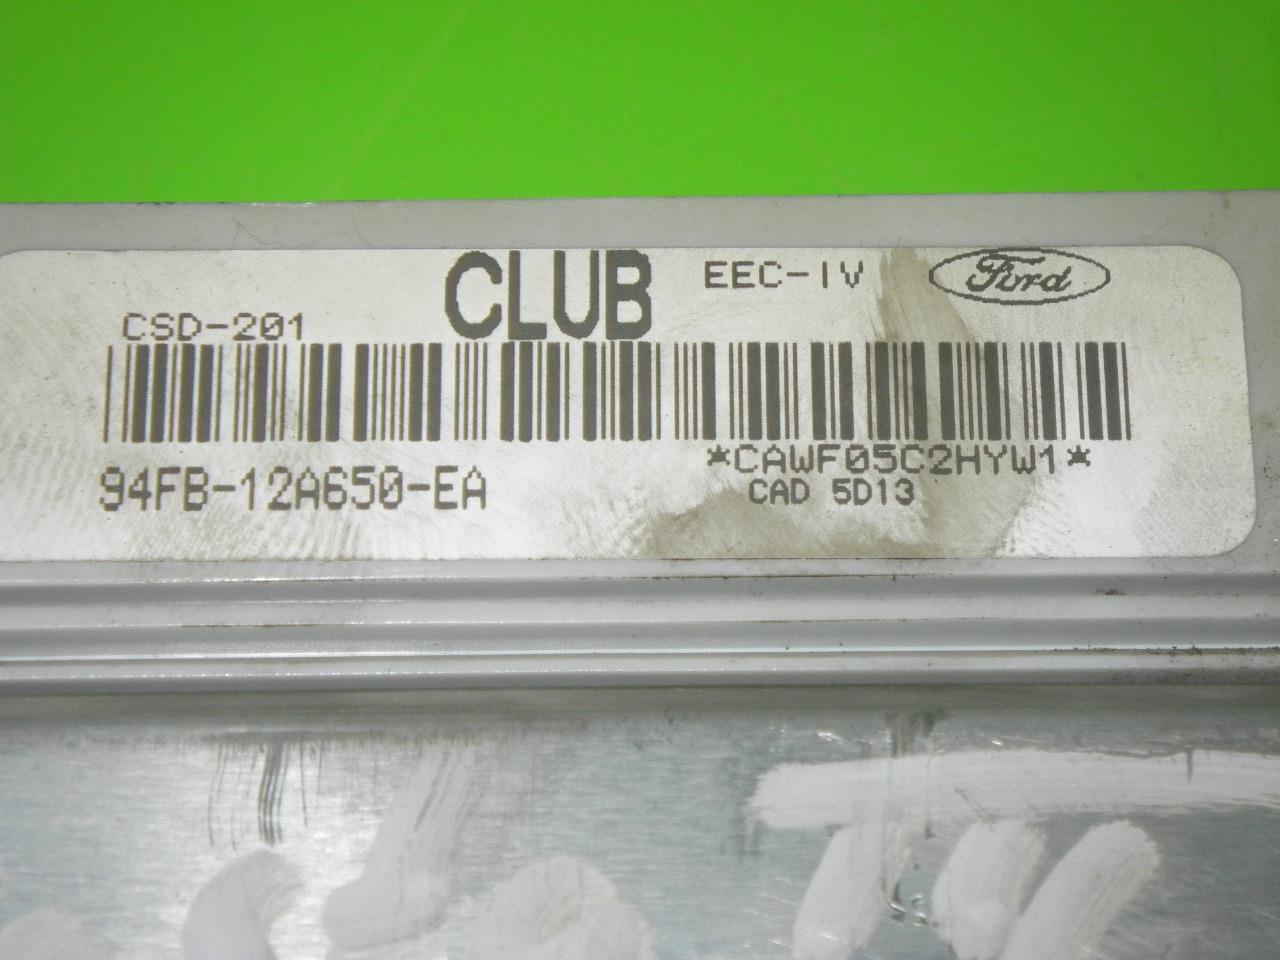 CLUB EEC-IV Ford
CSD-201
94FB-12A650-EA *CAWF05C2HYW1*
CAD 5D13